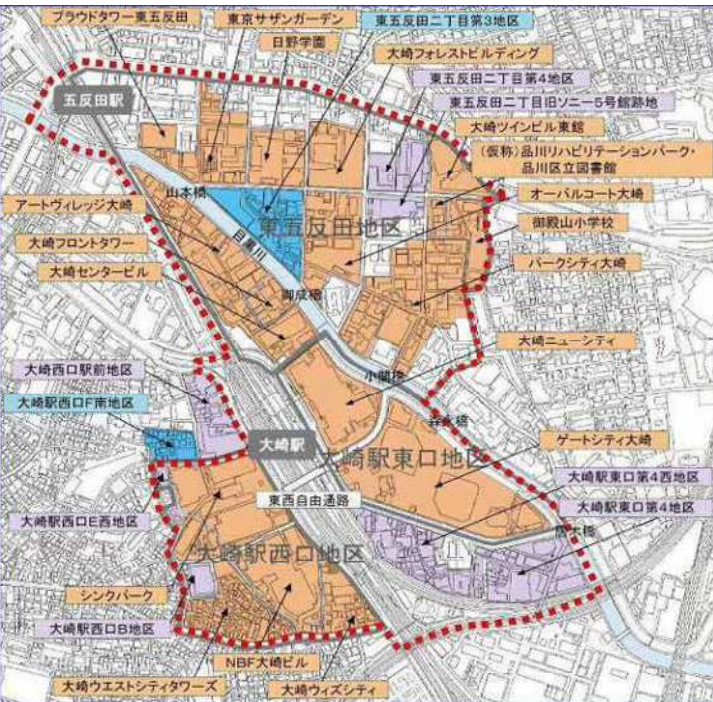 プラウドタワー東五反田
東京サザンガーデン
東五反田二丁目第3地区
日野学園
大崎フォレストビルディング
東五反田二丁目第4地区
東五反田二丁目旧ソニー5号館跡地
五反田駅
大崎ツインビル東館
(仮称)品川リハビリテーションパーク・
品川区立図書館
山本橋
オーバルコート大崎
アートヴィレッジ大崎
東五反田地区
御殿山小学校
目黒川
大崎フロントタワー
パークシティ大崎
大崎センタービル
御成橋
大崎ニューシティ
大崎西口駅前地区
小関橋
大崎駅西口F南地区
大崎駅
ゲートシティ大崎
大崎駅東口地区
大崎駅東口第4西地区
東西自由通路
大崎駅東口第4地区
大崎駅西口E西地区
大崎駅西口地区
シンクパーク
大崎駅西口B地区
NBF大崎ビル
大崎ウエストシティタワーズ
大崎ウィズシティ